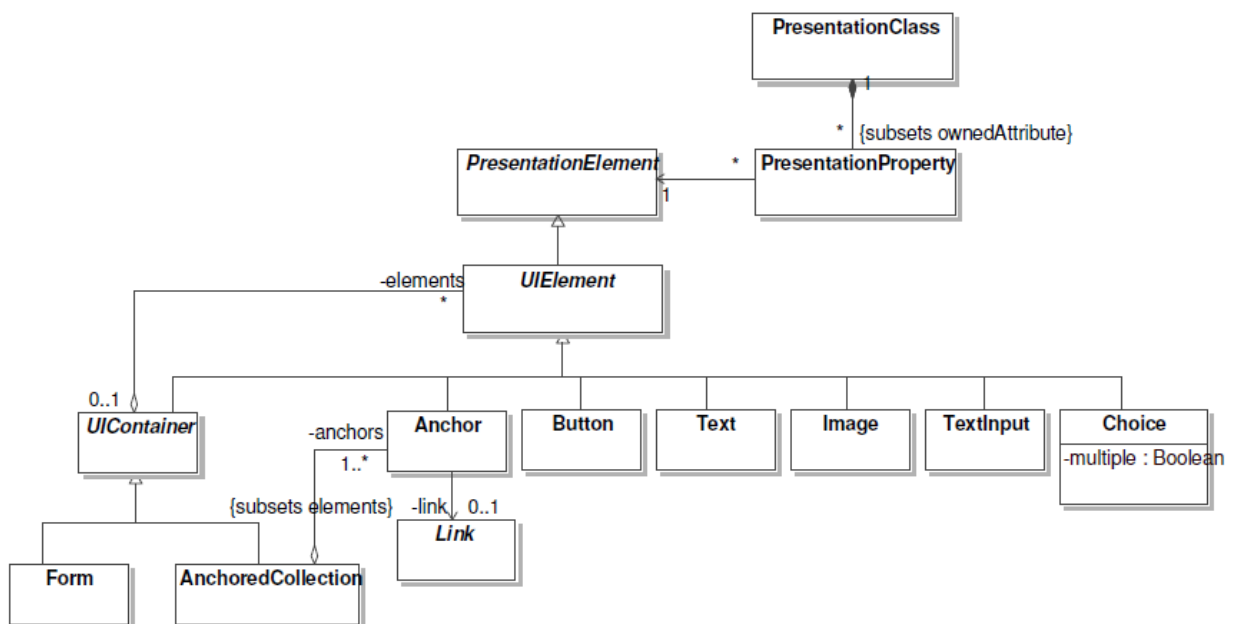 PresentationClass
1
*
{subsets ownedAttribute}
PresentationElement
*
PresentationProperty
1
-elements
UIElement
*
0..1
UIContainer
Anchor
Button
Text
Image
TextInput
Choice
-anchors
-multiple : Boolean
1..*
{subsets elements}
-link
0..1
Link
Form
AnchoredCollection